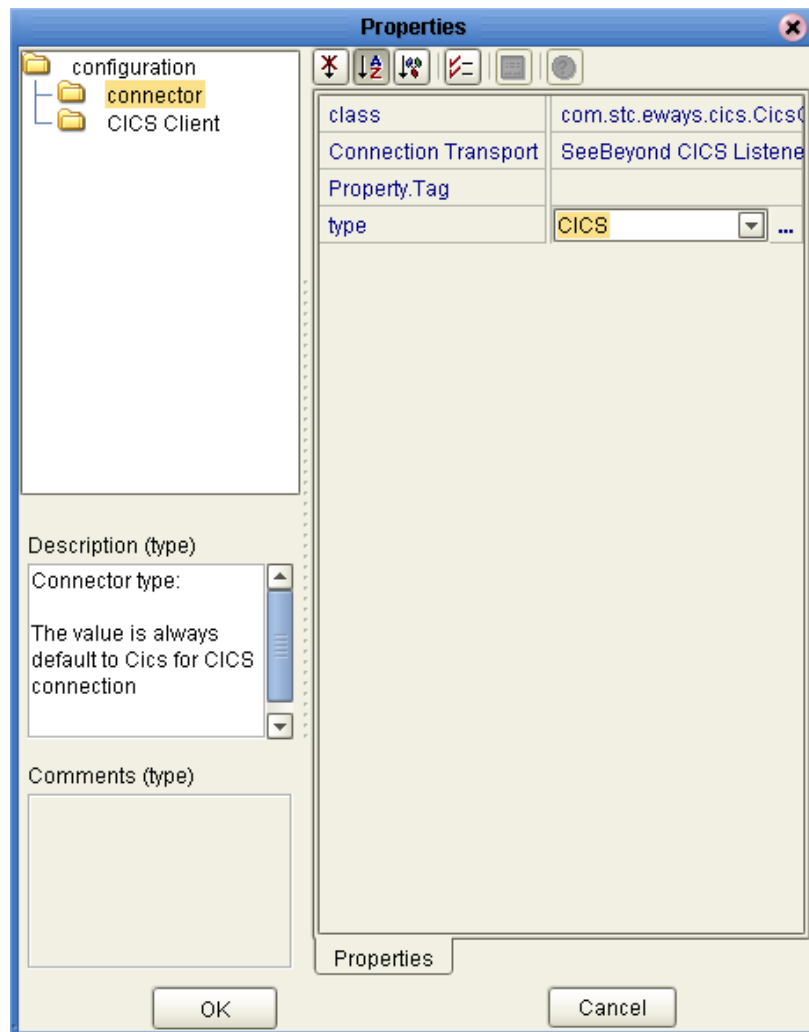 Properties
configuration
connector
CICS Client
class
com.stc.eways.cics.Cics
Connection Transport
SeeBeyond CICS Listene
Property.Tag
type
CICS
...
Description (type)
Connector type:
The value is always
default to Cics for CICS
connection
Comments (type)
Properties
OK
Cancel